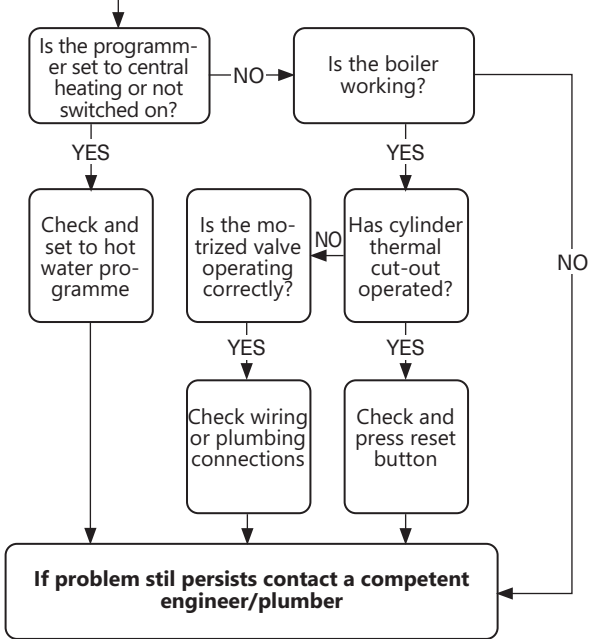 Is the programm-
er set to central
heating or not
switched on?
NO
Is the boiler
working?
YES
YES
Check and
set to hot
water pro-
gramme
Is the mo-
trized valve
operating
correctly?
NO
Has cylinder
thermal
cut-out
operated?
NO
YES
YES
Check wiring
or plumbing
connections
Check and
press reset
button
If problem stil persists contact a competent
engineer/plumber